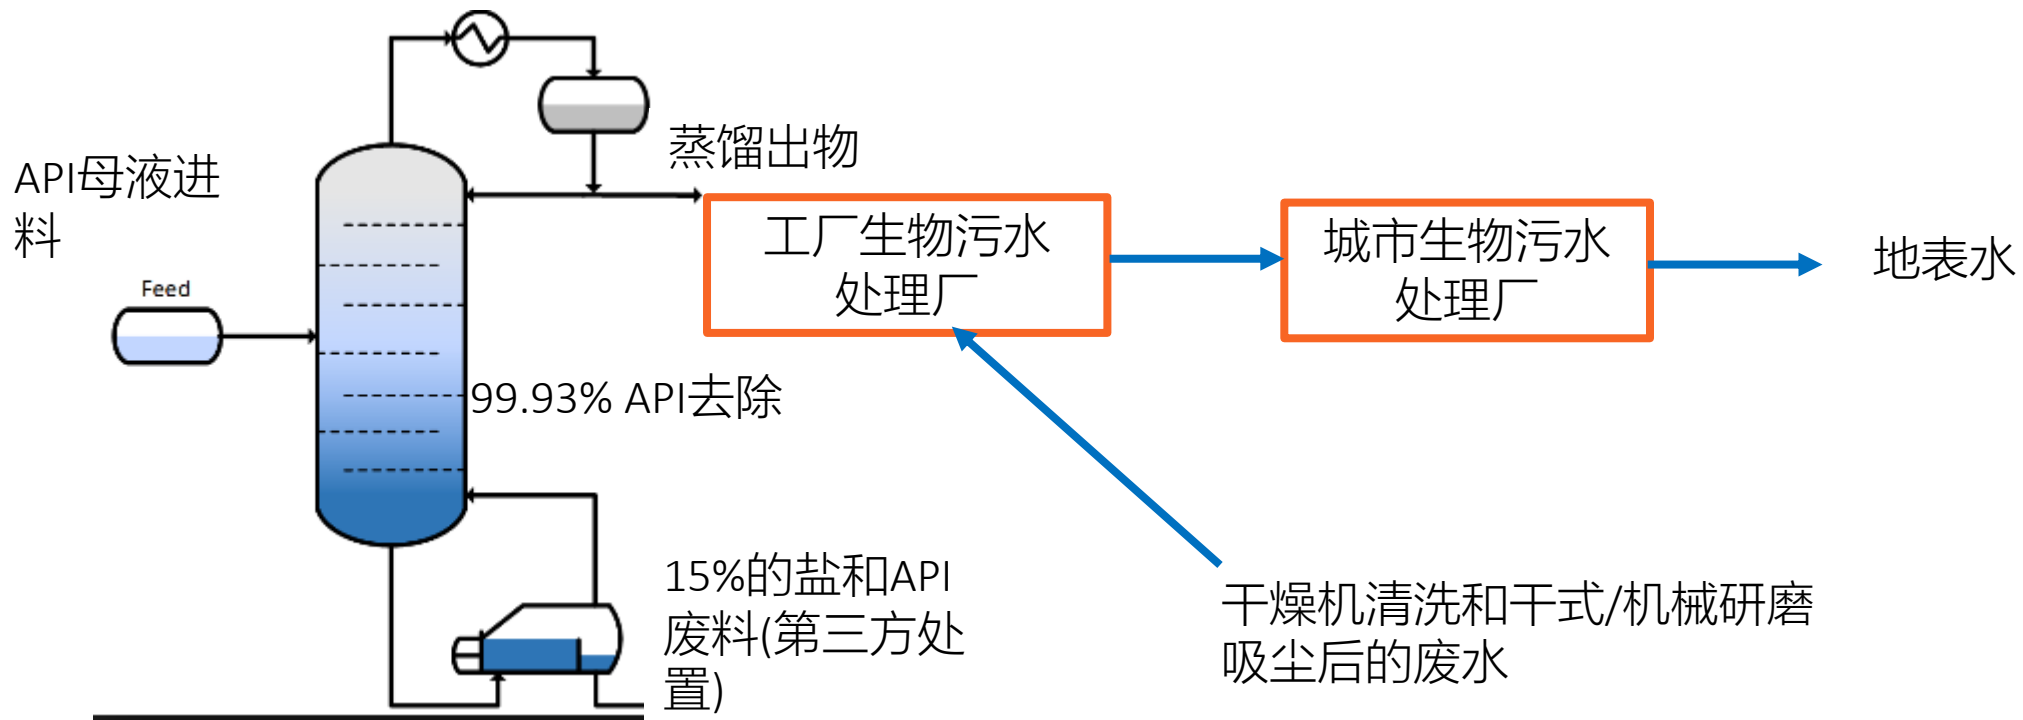 API母液进
料
Feed
蒸馏出物
工厂生物污水
处理厂
城市生物污水
处理厂
地表水
99.93% API去除
15%的盐和API
废料(第三方处
置)
干燥机清洗和干式/机械研磨
吸尘后的废水